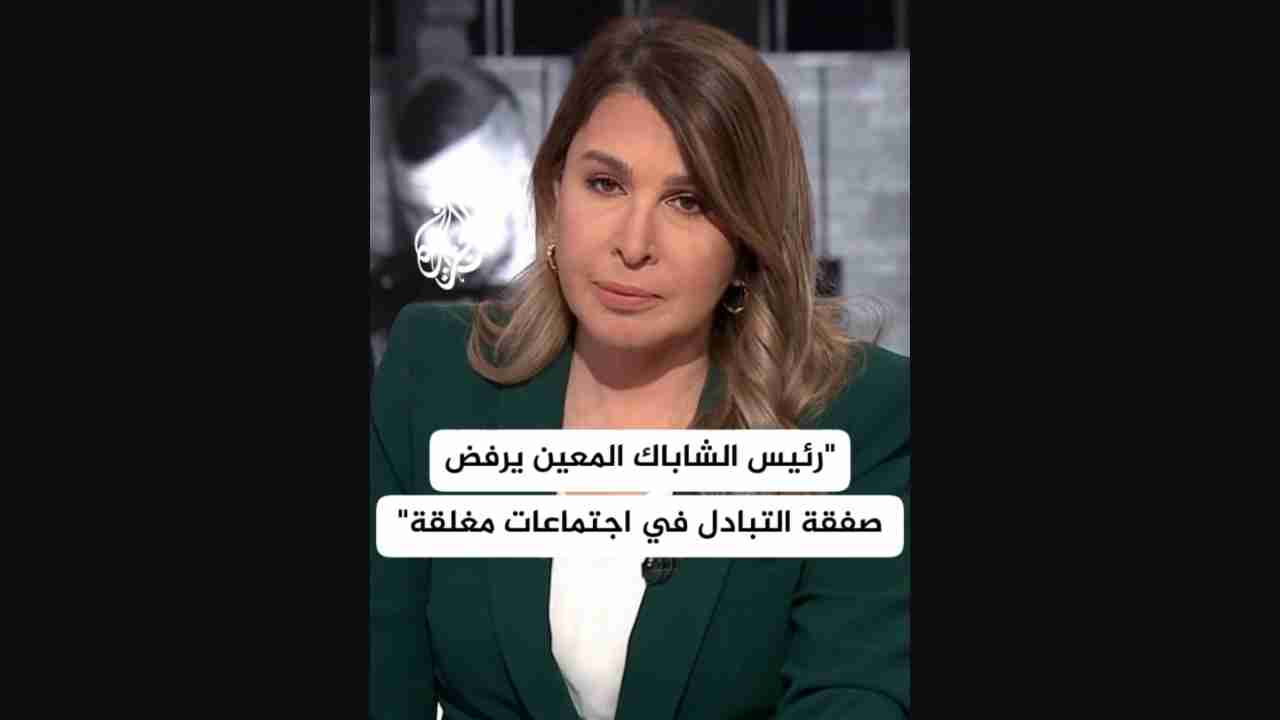 "رئيس الشاباك المعين يرفض
صفقة التبادل في اجتماعات مغلقة"